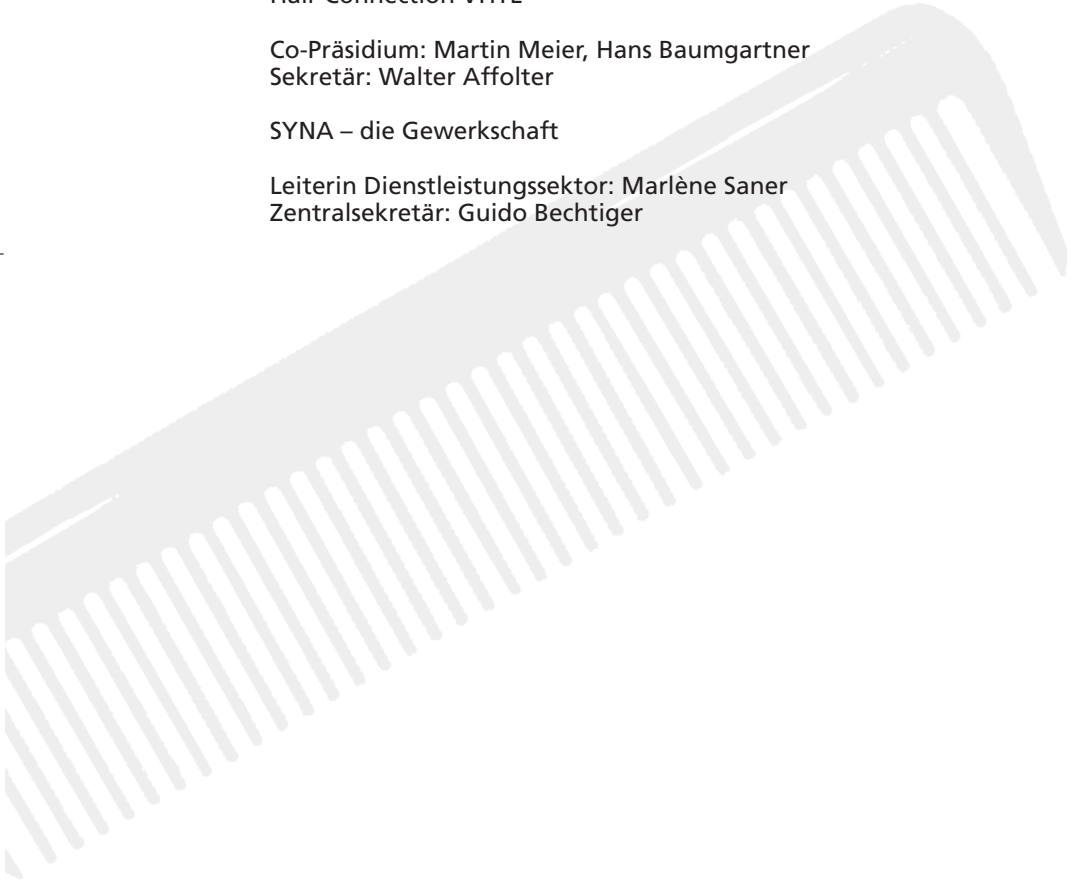 Co-Präsidium: Martin Meier, Hans Baumgartner
Sekretär: Walter Affolter
SYNA – die Gewerkschaft
Leiterin Dienstleistungssektor: Marlène Saner
Zentralsekretär: Guido Bechtiger